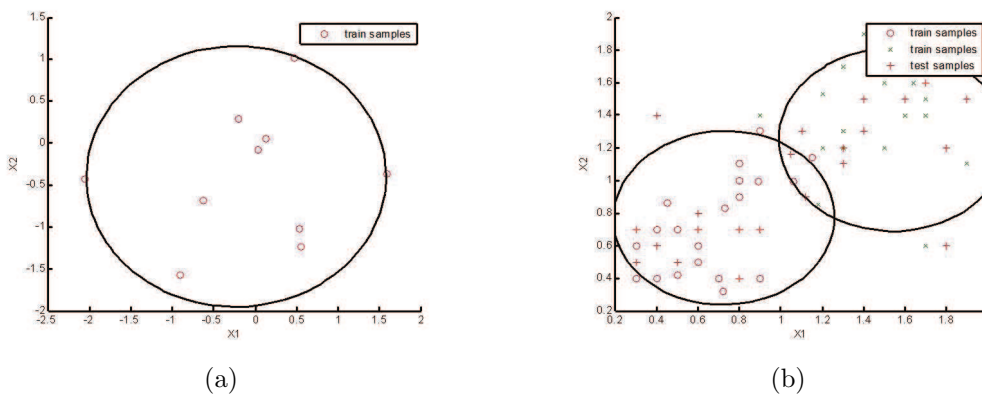 1.5
1
0.5
0
-0.5
-1
-1.5
-2
X2
-2.5 -2 -1.5 -1 -0.5 0 0.5 1 1.5 2
X1
train samples
(a)
2
1.8
1.6
1.4
1.2
1
0.8
0.6
0.4
0.2
X2
0.2 0.4 0.6 0.8 1 1.2 1.4 1.6 1.8
X1
train samples
train samples
test samples
(b)